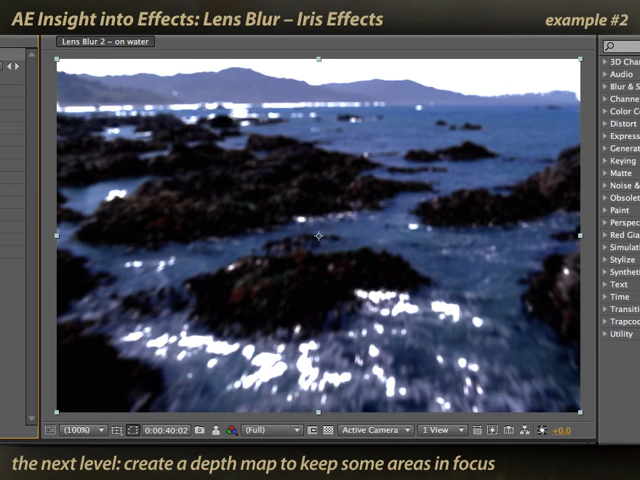 AE Insight into Effects: Lens Blur – Iris Effects
example #2
Lens Blur 2 – on water
3D Cha
Audio
Blur & S
Channe
Color C
Distort
Express
Generat
Keying
Matte
Noise &
Obsolet
Paint
Perspec
Red Gia
Simulati
Stylize
Syntheti
Text
Time
Transiti
Trapcod
Utility
(100%)
0:00:40:02
(Full)
Active Camera
1 View
+0.0
the next level: create a depth map to keep some areas in focus